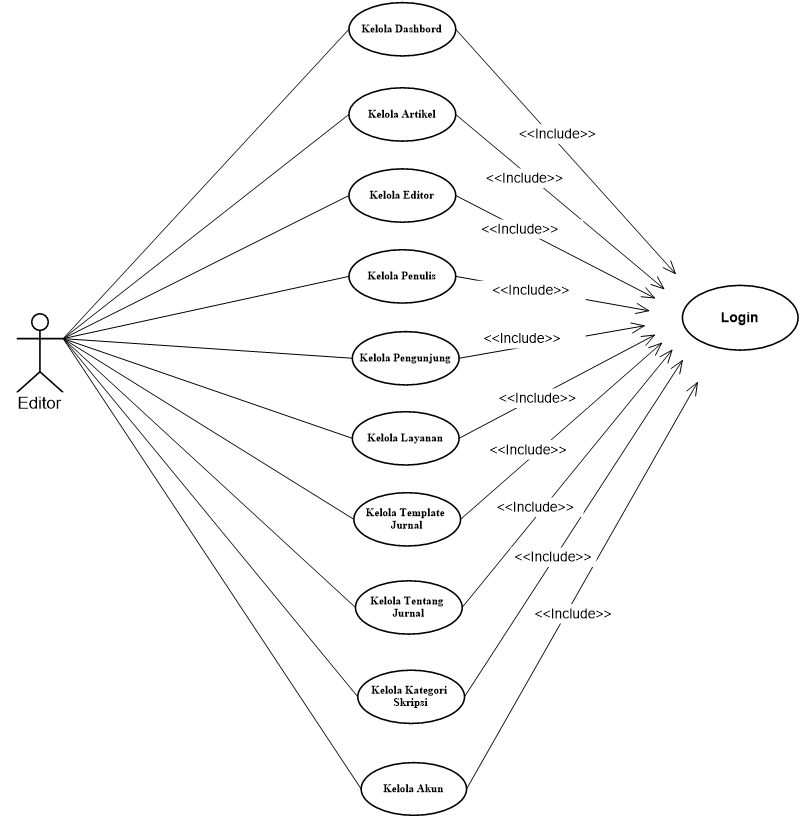 Kelola Dashbord
<<Include>>
Kelola Artikel
<<Include>>
Kelola Editor
<<Include>>
Kelola Penulis
<<Include>>
Login
Kelola Pengunjung
<<Include>>
Editor
Kelola Layanan
<<Include>>
Kelola Template
Jurnal
<<Include>>
Kelola Tentang
Jurnal
<<Include>>
Kelola Kategori
Skripsi
<<Include>>
Kelola Akun
<<Include>>